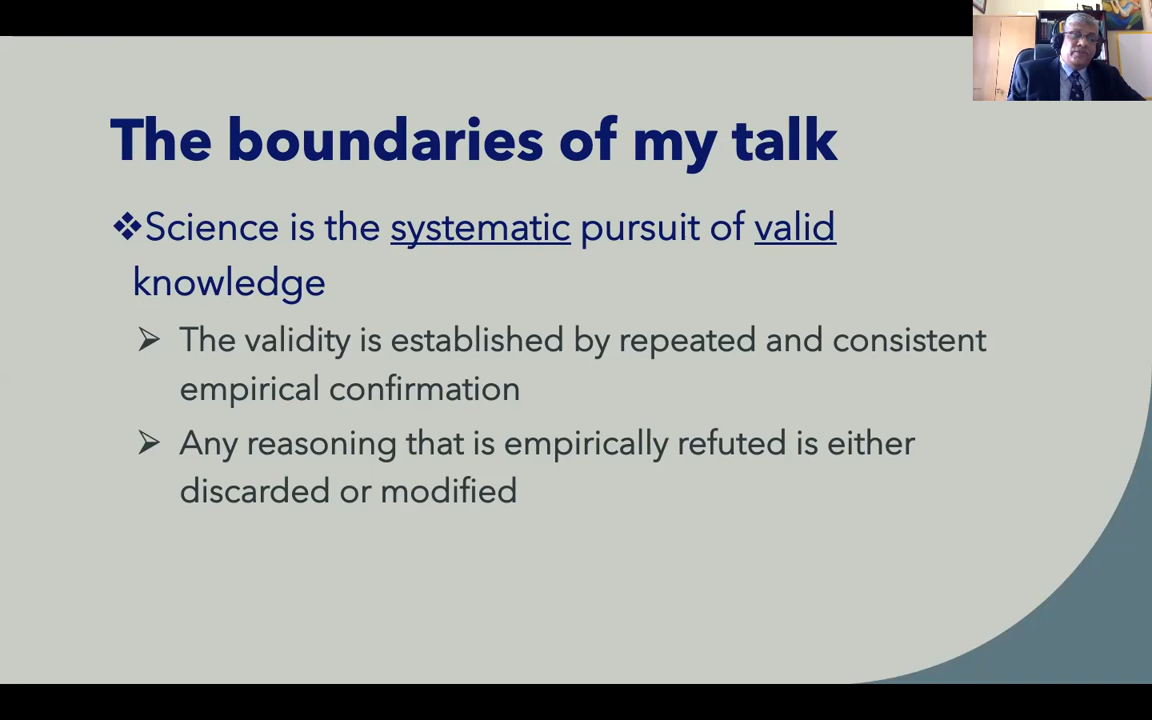 The boundaries of my talk
❖Science is the systematic pursuit of valid
knowledge
➢ The validity is established by repeated and consistent
empirical confirmation
➢ Any reasoning that is empirically refuted is either
discarded or modified